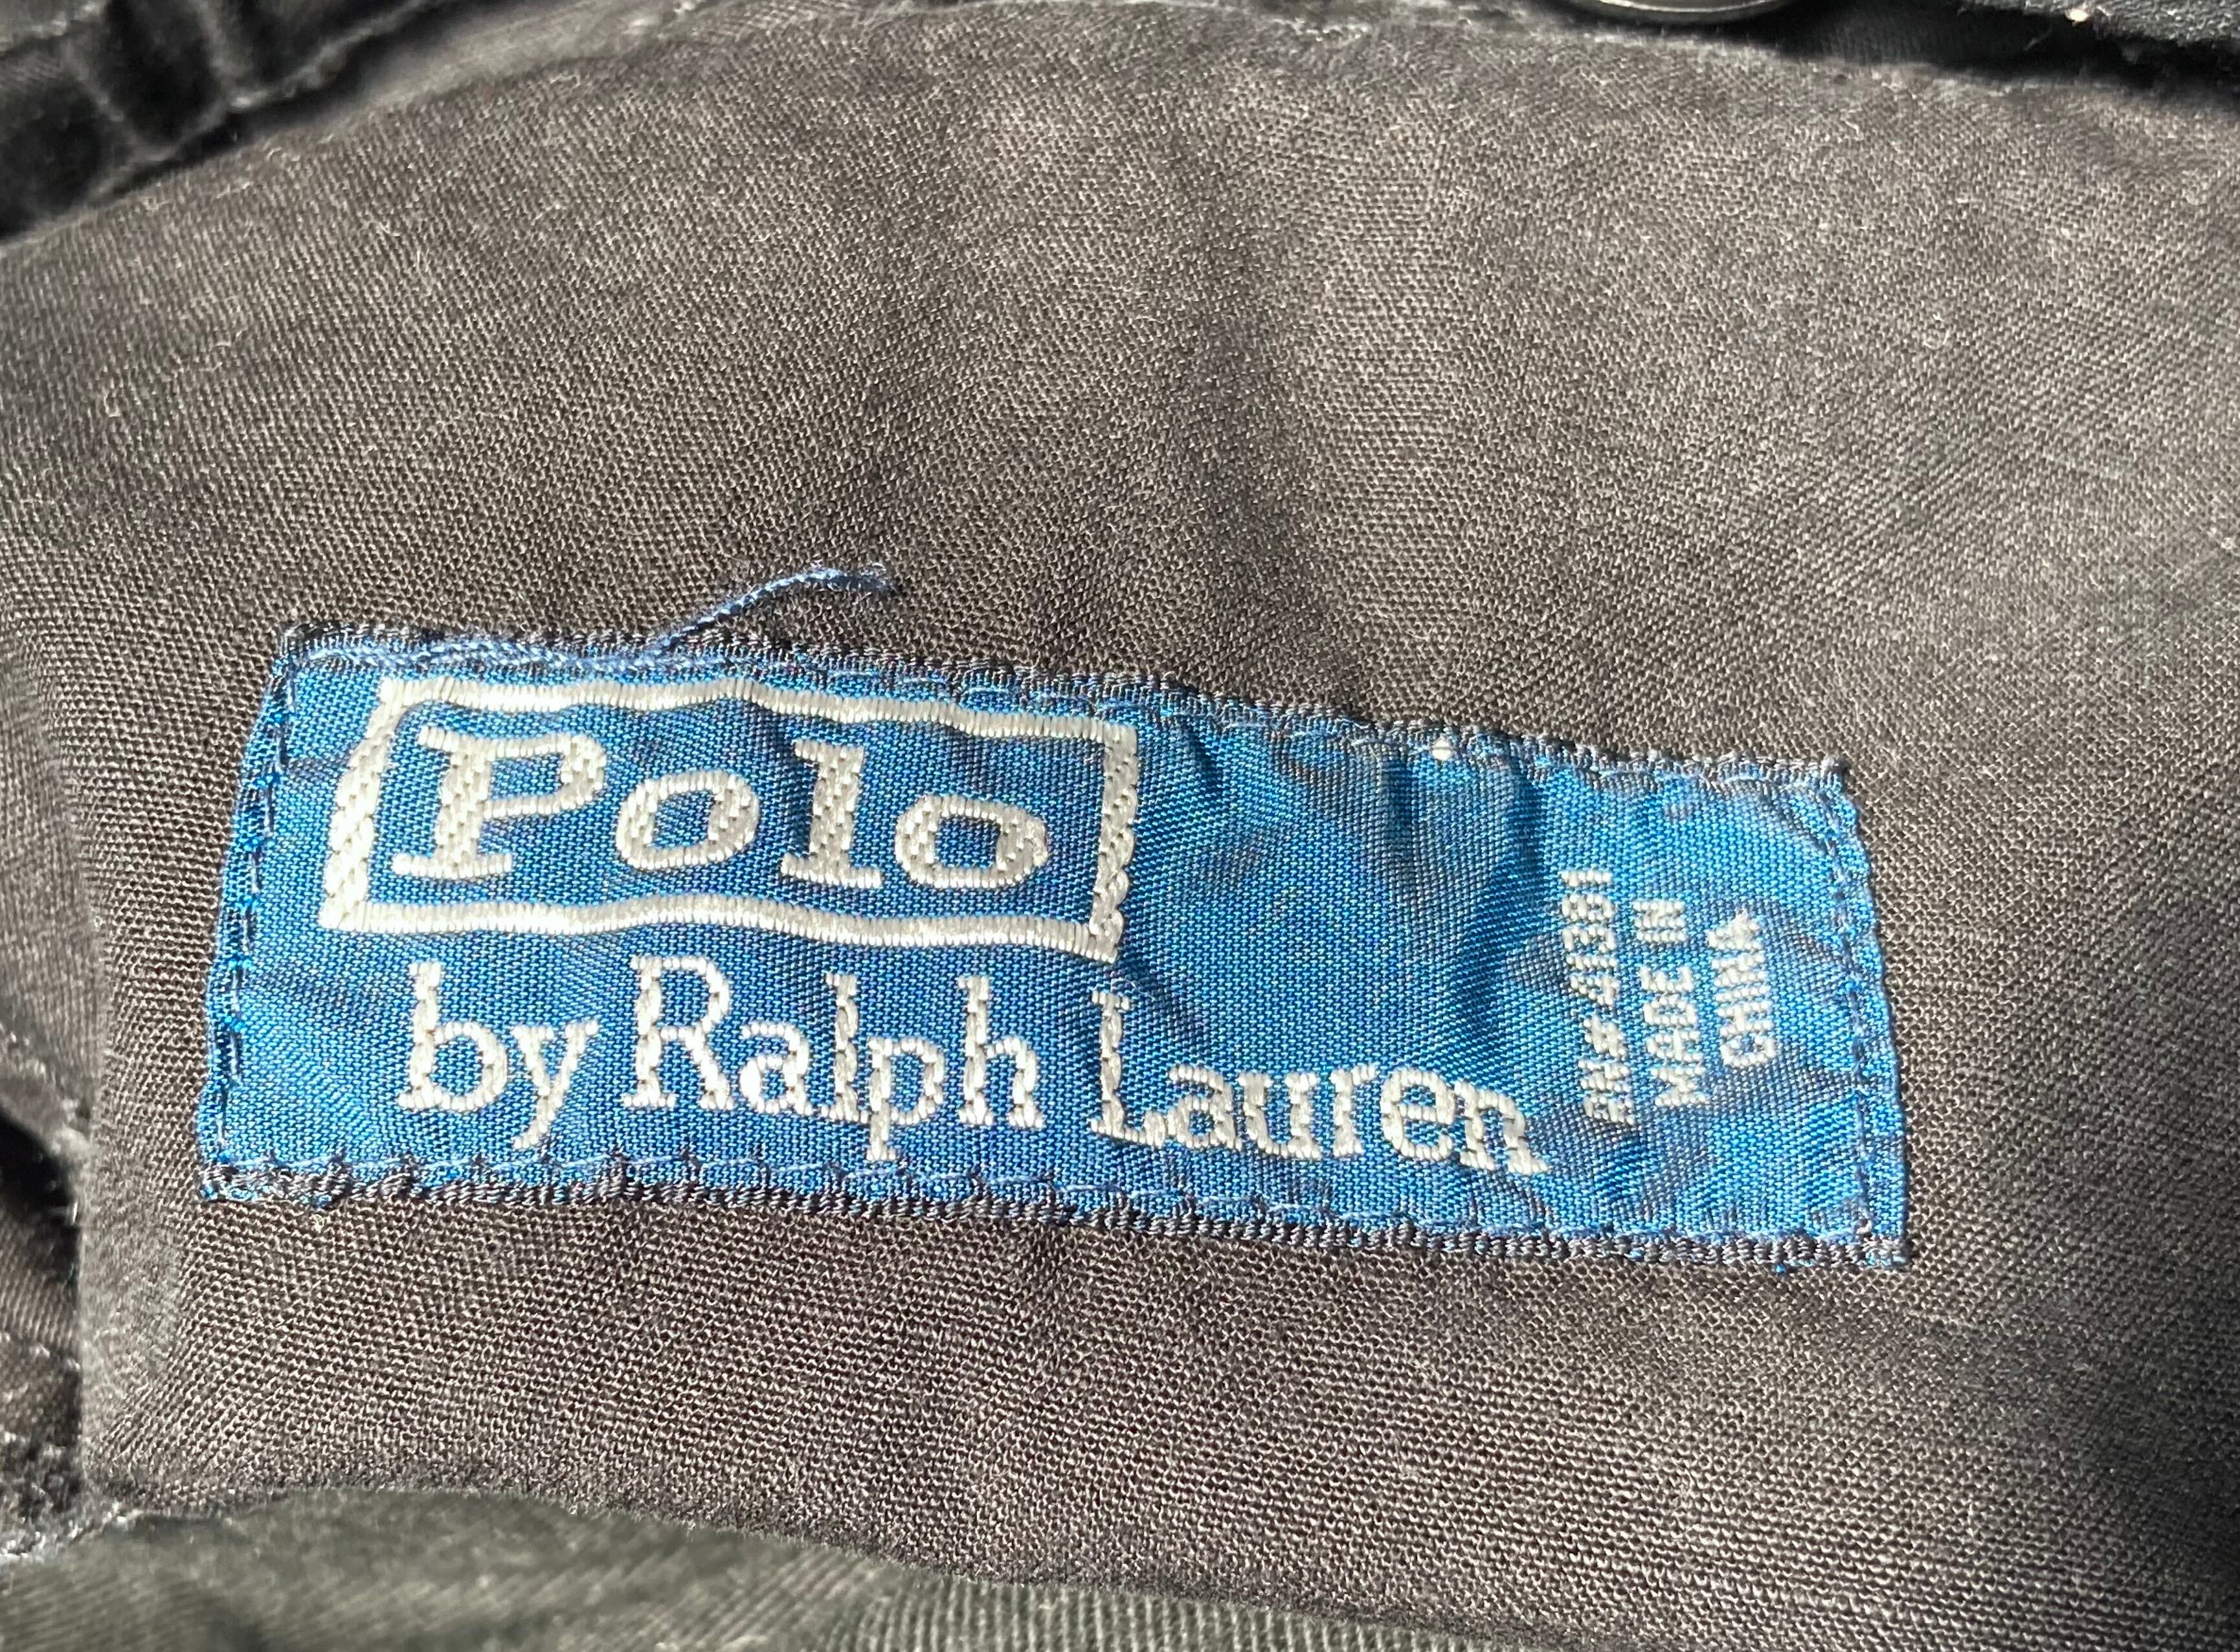 Polo
by Ralph Lauren
RN# 41381
MADE IN
CHINA